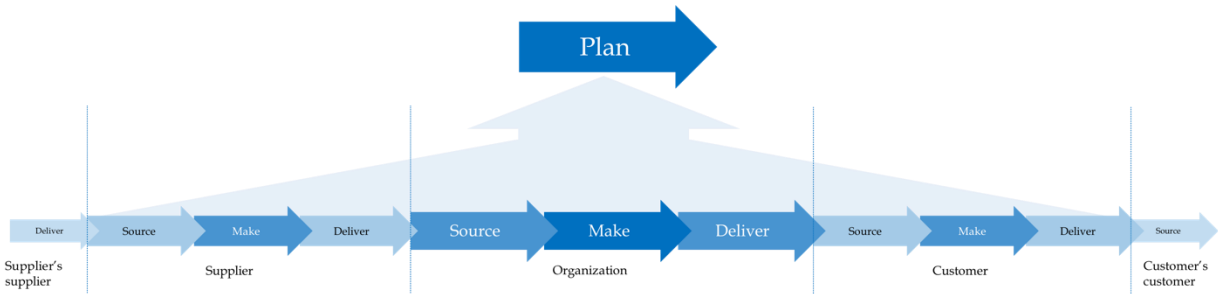 Plan
Deliver
Source
Make
Deliver
Source
Make
Deliver
Source
Make
Deliver
Source
Supplier's
supplier
Supplier
Organization
Customer
Customer's
customer